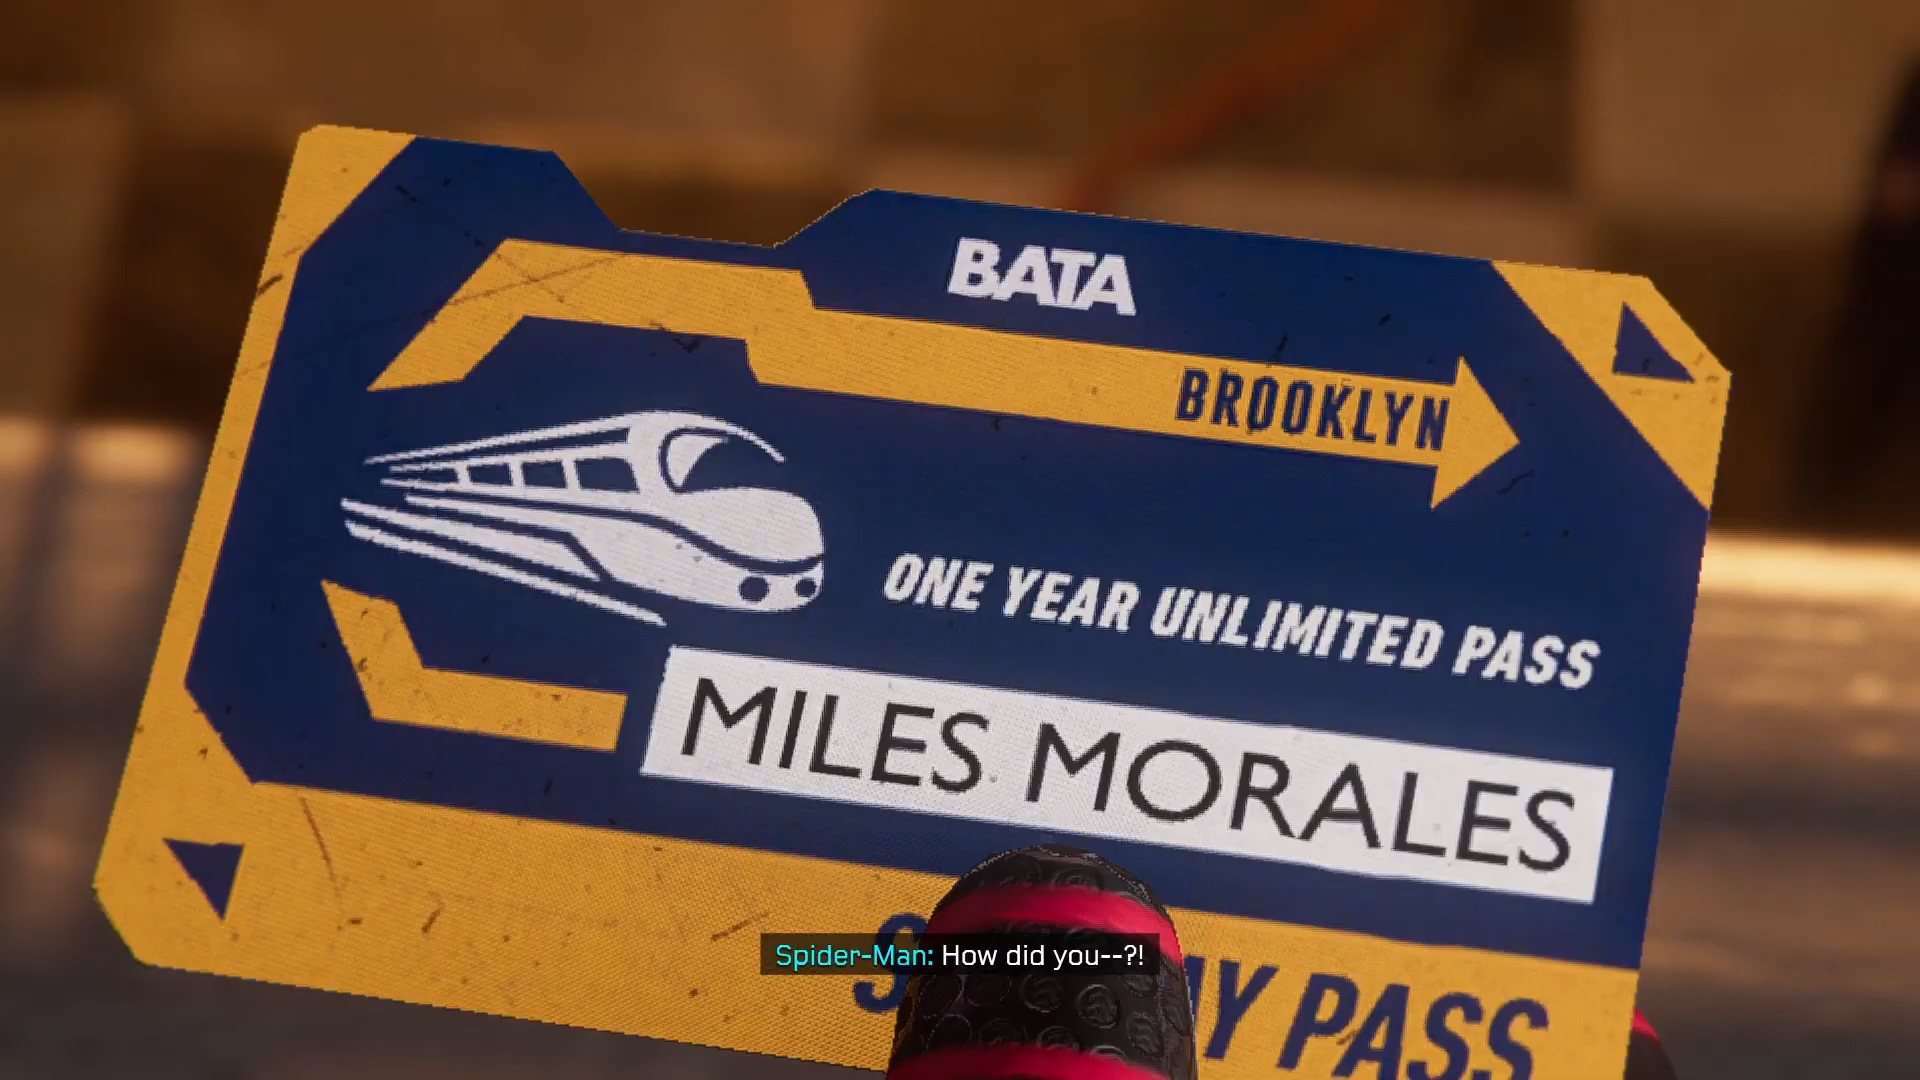 BATA
BROOKLYN
ONE YEAR UNLIMITED PASS
MILES MORALES
PASS
Spider-Man: How did you--?!